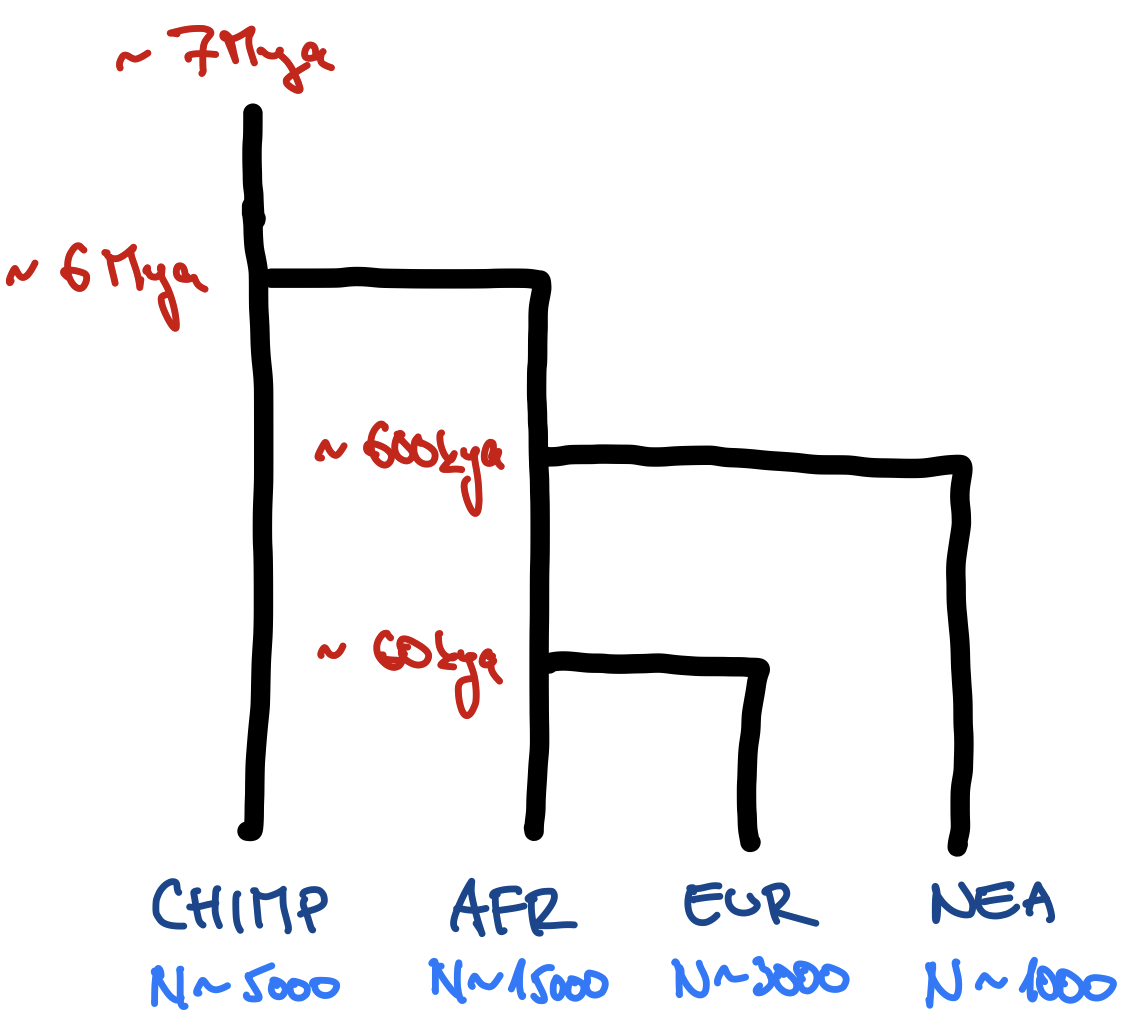 ~ 7Mya
~ 6Mya
~ 600kya
~ 60kya
CHIMP AFR EUR NEA
N~5000 N~15000 N~3000 N~1000